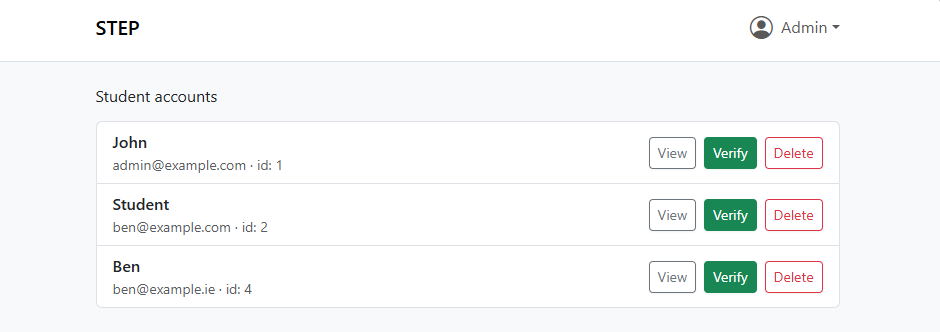 STEP Admin
Student accounts
John
admin@example.com · id: 1
View Verify Delete
Student
ben@example.com · id: 2
View Verify Delete
Ben
ben@example.ie · id: 4
View Verify Delete